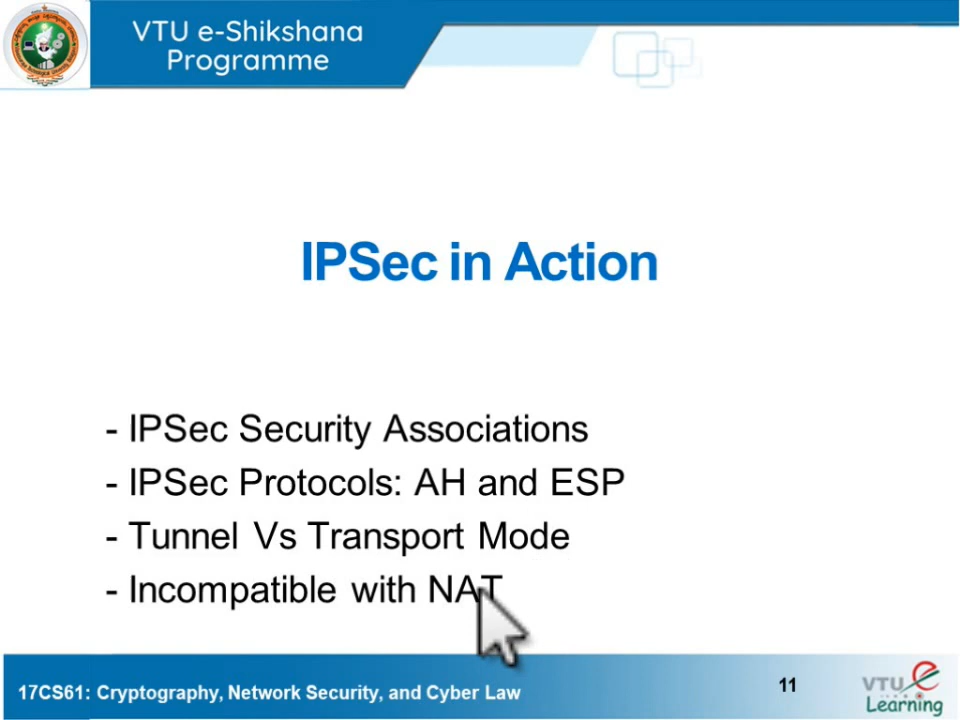 VTU e-Shikshana
Programme
IPSec in Action
- IPSec Security Associations
- IPSec Protocols: AH and ESP
- Tunnel Vs Transport Mode
- Incompatible with NAT
17CS61: Cryptography, Network Security, and Cyber Law
11
VTU e
Learning